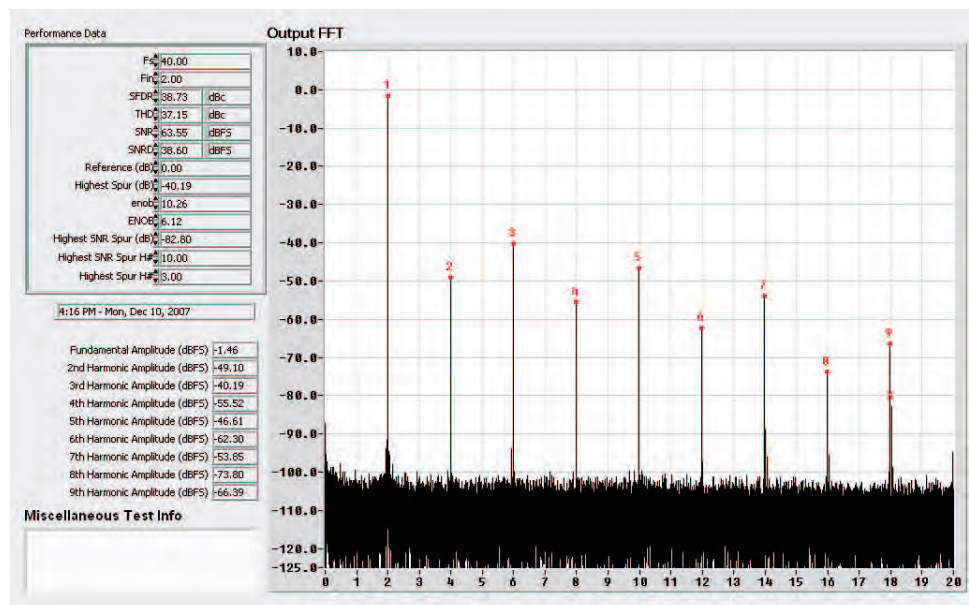 Performance Data
Output FFT
Fs 40.00
Fin 2.00
SFDR 38.73 dBc
THD 37.15 dBc
SNR 63.55 dBFS
SNRD 38.60 dBFS
Reference (dB) 0.00
Highest Spur (dB) -40.19
enob 10.26
ENOB 6.12
Highest SNR Spur (dB) -82.80
Highest SNR Spur H# 10.00
Highest Spur H# 3.00
4:16 PM - Mon, Dec 10, 2007
Fundamental Amplitude (dBFS) -1.46
2nd Harmonic Amplitude (dBFS) -49.10
3rd Harmonic Amplitude (dBFS) -40.19
4th Harmonic Amplitude (dBFS) -55.52
5th Harmonic Amplitude (dBFS) -46.61
6th Harmonic Amplitude (dBFS) -62.30
7th Harmonic Amplitude (dBFS) -53.85
8th Harmonic Amplitude (dBFS) -73.80
9th Harmonic Amplitude (dBFS) -66.39
Miscellaneous Test Info
10.0
0.0
-10.0
-20.0
-30.0
-40.0
-50.0
-60.0
-70.0
-80.0
-90.0
-100.0
-110.0
-120.0
-125.0
1
2
3
4
5
6
7
8
9
0 1 2 3 4 5 6 7 8 9 10 11 12 13 14 15 16 17 18 19 20